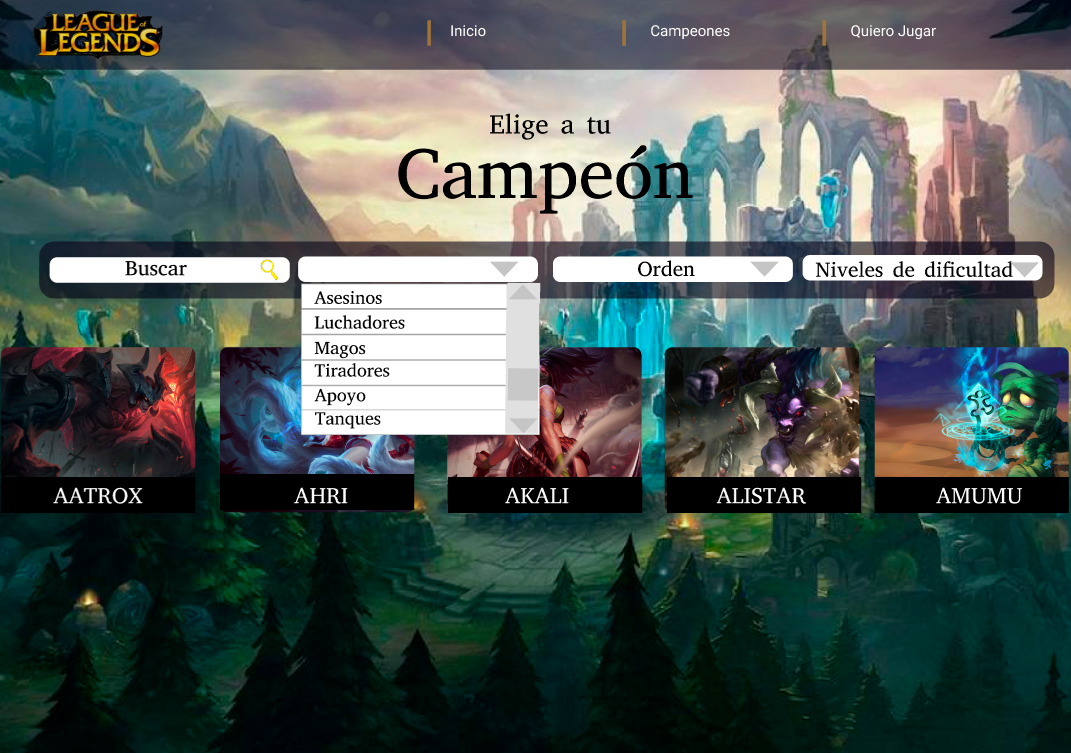 LEAGUE of
LEGENDS
Inicio
Campeones
Quiero Jugar
Elige a tu
Campeón
Buscar
Orden
Niveles de dificultad
Asesinos
Luchadores
Magos
Tiradores
Apoyo
Tanques
AATROX
AHRI
AKALI
ALISTAR
AMUMU